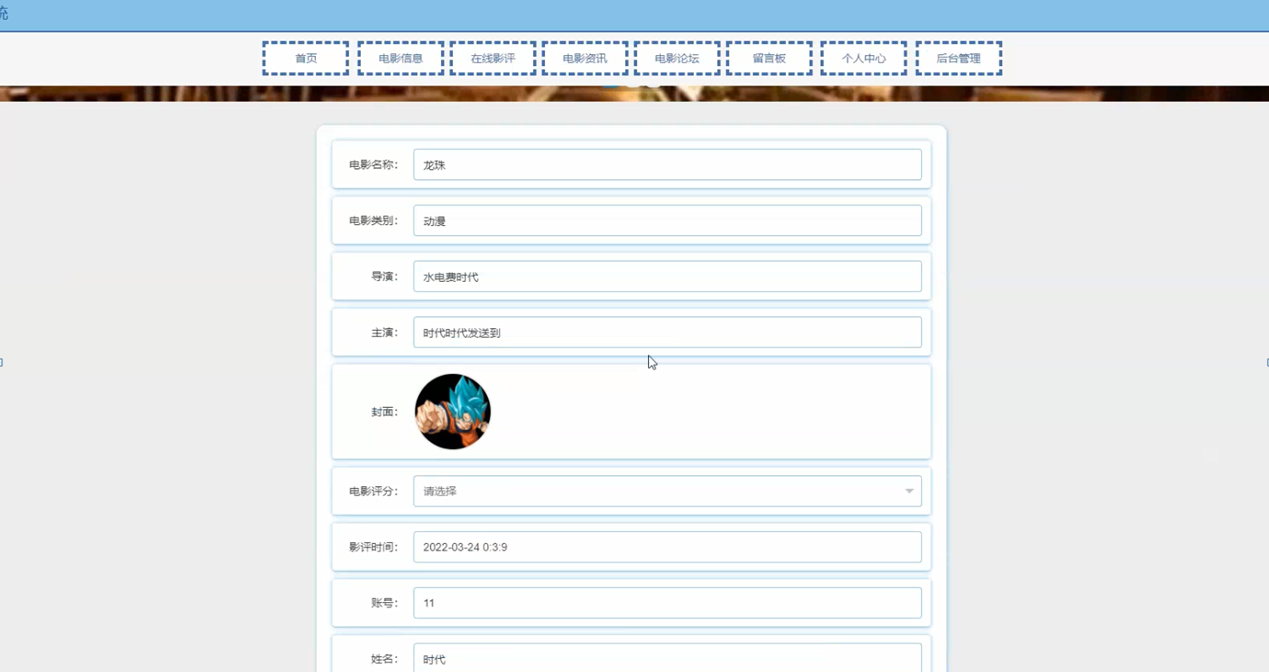 统
首页 电影信息 在线影评 电影资讯 电影论坛 留言板 个人中心 后台管理
电影名称： 龙珠
电影类别： 动漫
导演： 水电费时代
主演： 时代时代发送到
封面：
电影评分： 请选择
影评时间： 2022-03-24 0:3:9
账号： 11
姓名： 时代